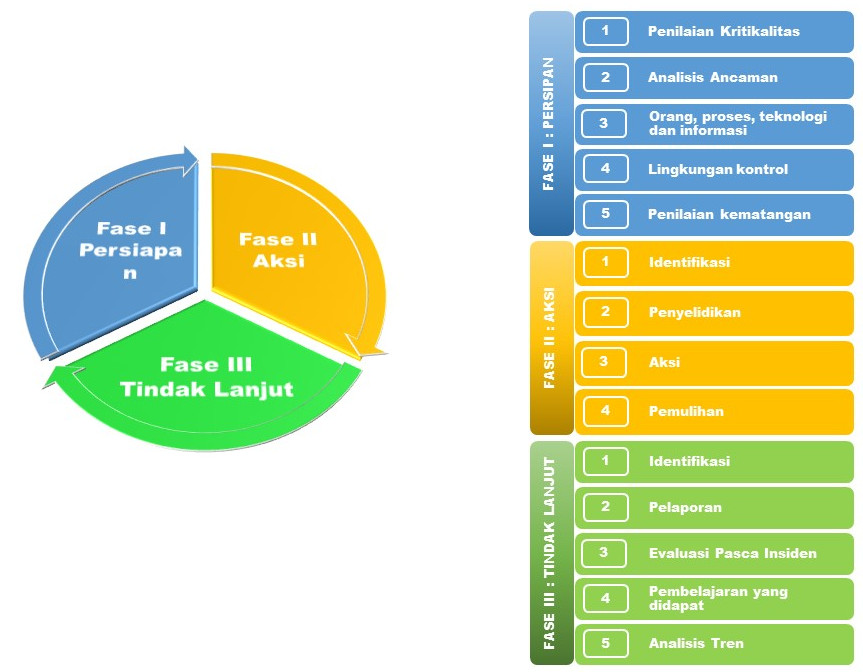 Fase I
Persiapa
n
Fase II
Aksi
Fase III
Tindak Lanjut
FASE I : PERSIPAN
1
Penilaian Kritikalitas
2
Analisis Ancaman
3
Orang, proses, teknologi
dan informasi
4
Lingkungan kontrol
5
Penilaian kematangan
FASE II : AKSI
1
Identifikasi
2
Penyelidikan
3
Aksi
4
Pemulihan
FASE III : TINDAK LANJUT
1
Identifikasi
2
Pelaporan
3
Evaluasi Pasca Insiden
4
Pembelajaran yang
didapat
5
Analisis Tren